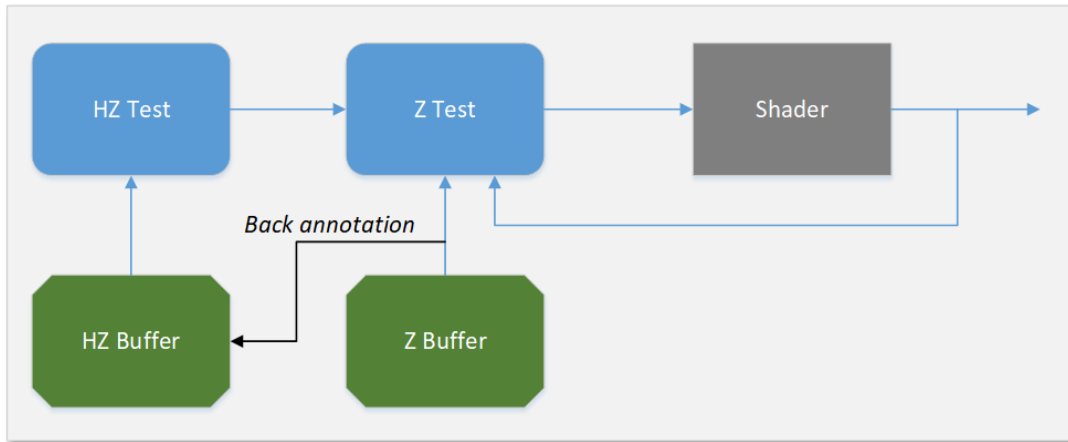 HZ Test
Z Test
Shader
Back annotation
HZ Buffer
Z Buffer